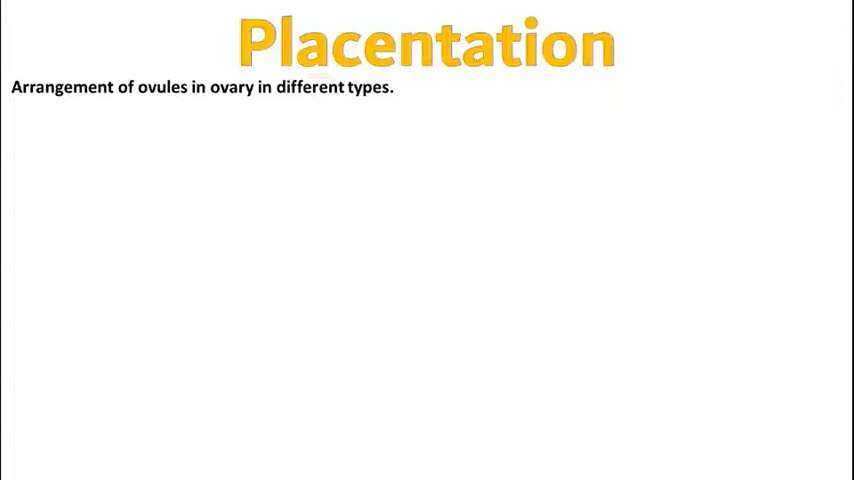 Placentation
Arrangement of ovules in ovary in different types.